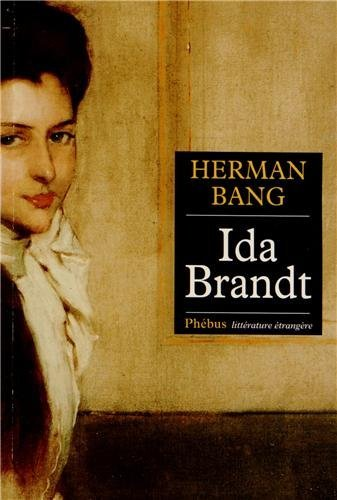 HERMAN
BANG
Ida
Brandt
Phébus littérature étrangère